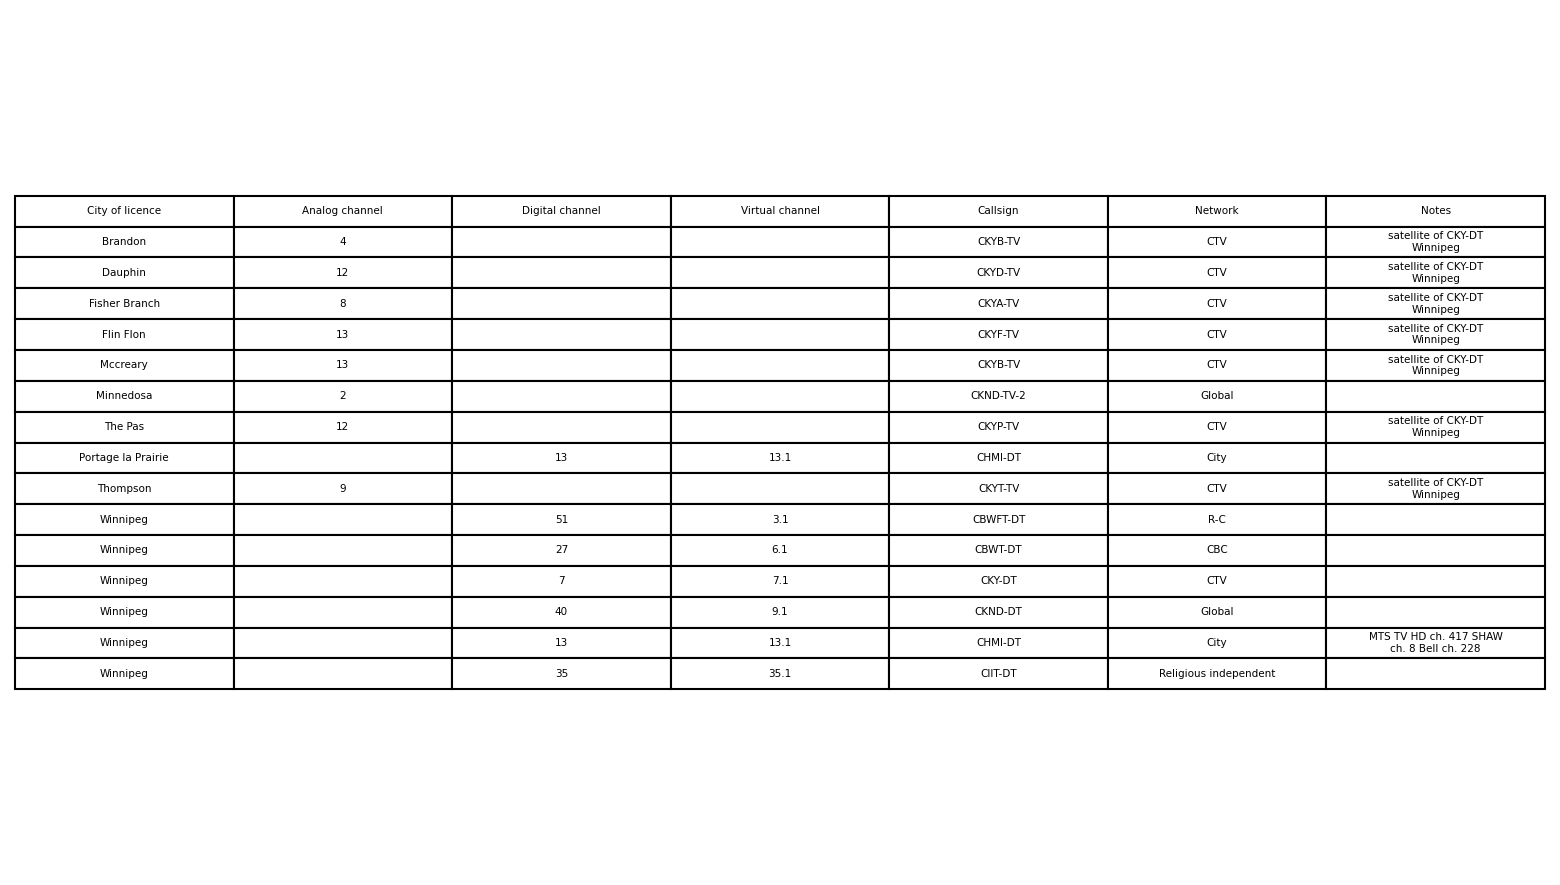 City of licence Analog channel Digital channel Virtual channel Callsign Network Notes
Brandon 4 CKYB-TV CTV satellite of CKY-DT
Winnipeg
Dauphin 12 CKYD-TV CTV satellite of CKY-DT
Winnipeg
Fisher Branch 8 CKYA-TV CTV satellite of CKY-DT
Winnipeg
Flin Flon 13 CKYF-TV CTV satellite of CKY-DT
Winnipeg
Mccreary 13 CKYB-TV CTV satellite of CKY-DT
Winnipeg
Minnedosa 2 CKND-TV-2 Global
The Pas 12 CKYP-TV CTV satellite of CKY-DT
Winnipeg
Portage la Prairie 13 13.1 CHMI-DT City
Thompson 9 CKYT-TV CTV satellite of CKY-DT
Winnipeg
Winnipeg 51 3.1 CBWFT-DT R-C
Winnipeg 27 6.1 CBWT-DT CBC
Winnipeg 7 7.1 CKY-DT CTV
Winnipeg 40 9.1 CKND-DT Global
Winnipeg 13 13.1 CHMI-DT City MTS TV HD ch. 417 SHAW
ch. 8 Bell ch. 228
Winnipeg 35 35.1 CIIT-DT Religious independent